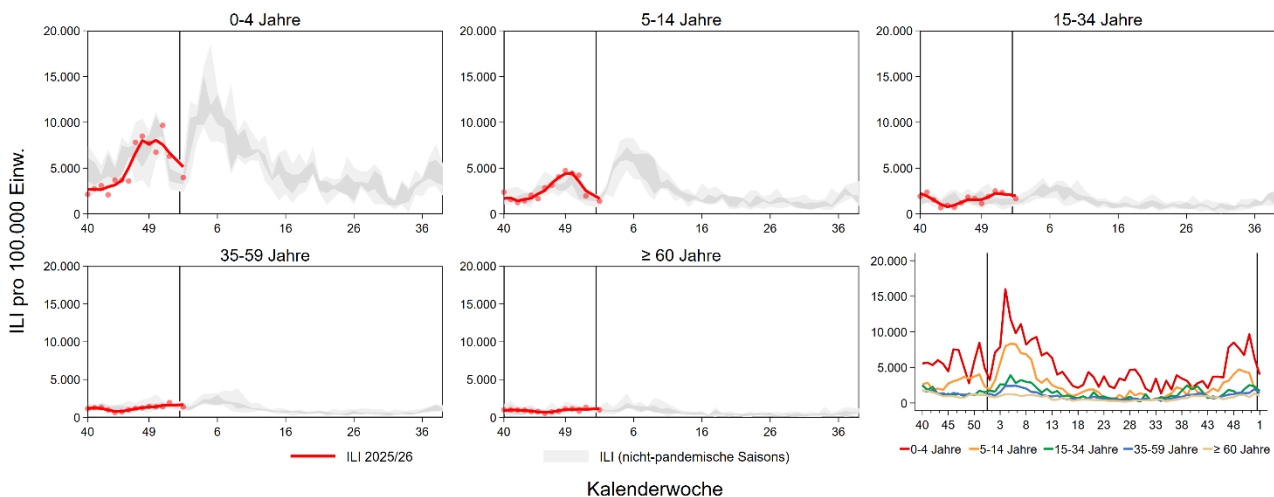 0-4 Jahre
5-14 Jahre
15-34 Jahre
20.000
15.000
10.000
5.000
0
40 49 6 16 26 36
20.000
15.000
10.000
5.000
0
40 49 6 16 26 36
20.000
15.000
10.000
5.000
0
40 49 6 16 26 36
ILI pro 100.000 Einw.
35-59 Jahre
≥ 60 Jahre
20.000
15.000
10.000
5.000
0
40 49 6 16 26 36
20.000
15.000
10.000
5.000
0
40 49 6 16 26 36
20.000
15.000
10.000
5.000
0
40 45 50 3 8 13 18 23 28 33 38 43 48 1
0-4 Jahre 5-14 Jahre 15-34 Jahre 35-59 Jahre ≥ 60 Jahre
ILI 2025/26
ILI (nicht-pandemische Saisons)
Kalenderwoche